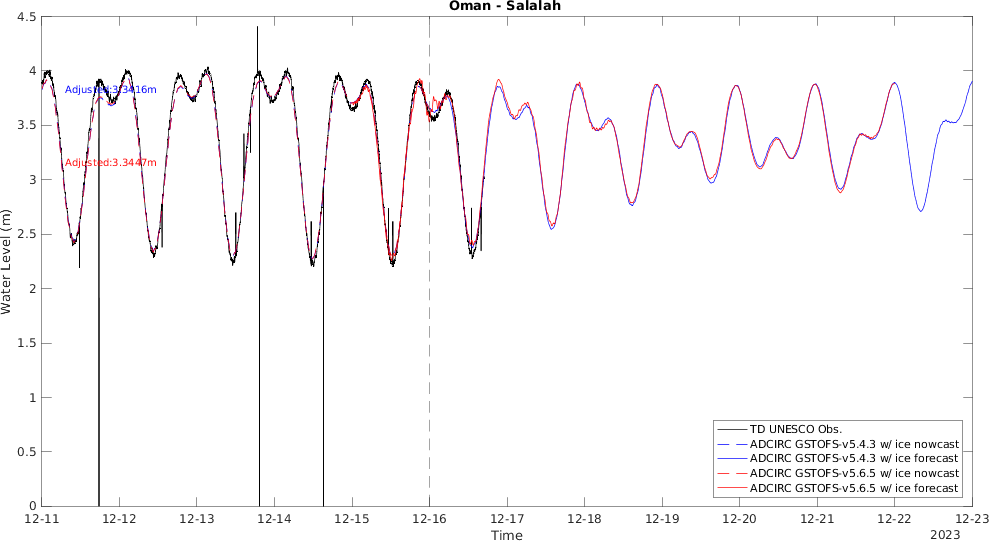 Oman - Salalah
4.5
4
3.5
3
2.5
2
1.5
1
0.5
0
Water Level (m)
Adjusted:3.3416m
Adjusted:3.3447m
TD UNESCO Obs.
ADCIRC GSTOFS-v5.4.3 w/ ice nowcast
ADCIRC GSTOFS-v5.4.3 w/ ice forecast
ADCIRC GSTOFS-v5.6.5 w/ ice nowcast
ADCIRC GSTOFS-v5.6.5 w/ ice forecast
12-11 12-12 12-13 12-14 12-15 12-16 12-17 12-18 12-19 12-20 12-21 12-22 12-23
Time
2023